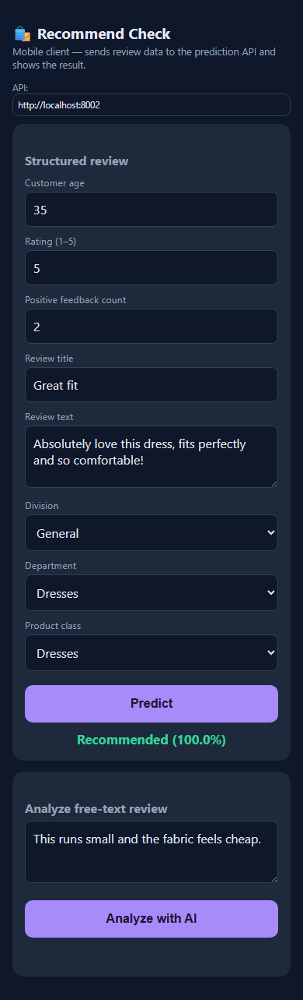 🛍️ Recommend Check
Mobile client — sends review data to the prediction API and
shows the result.
API:
http://localhost:8002
Structured review
Customer age
35
Rating (1–5)
5
Positive feedback count
2
Review title
Great fit
Review text
Absolutely love this dress, fits perfectly
and so comfortable!
Division
General
Department
Dresses
Product class
Dresses
Predict
Recommended (100.0%)
Analyze free-text review
This runs small and the fabric feels cheap.
Analyze with AI